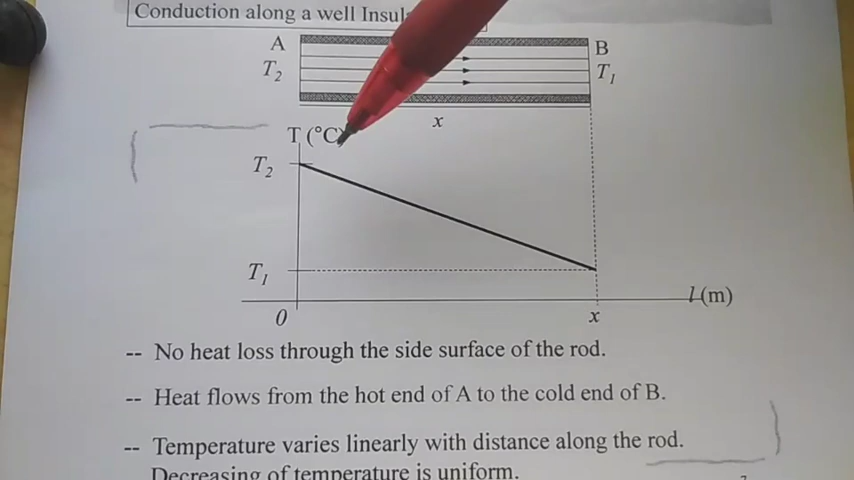 Conduction along a well Insul
A
B
T₂
T₁
x
T (°C)
T₂
T₁
l (m)
0
x
-- No heat loss through the side surface of the rod.
-- Heat flows from the hot end of A to the cold end of B.
-- Temperature varies linearly with distance along the rod.
Decreasing of temperature is uniform.